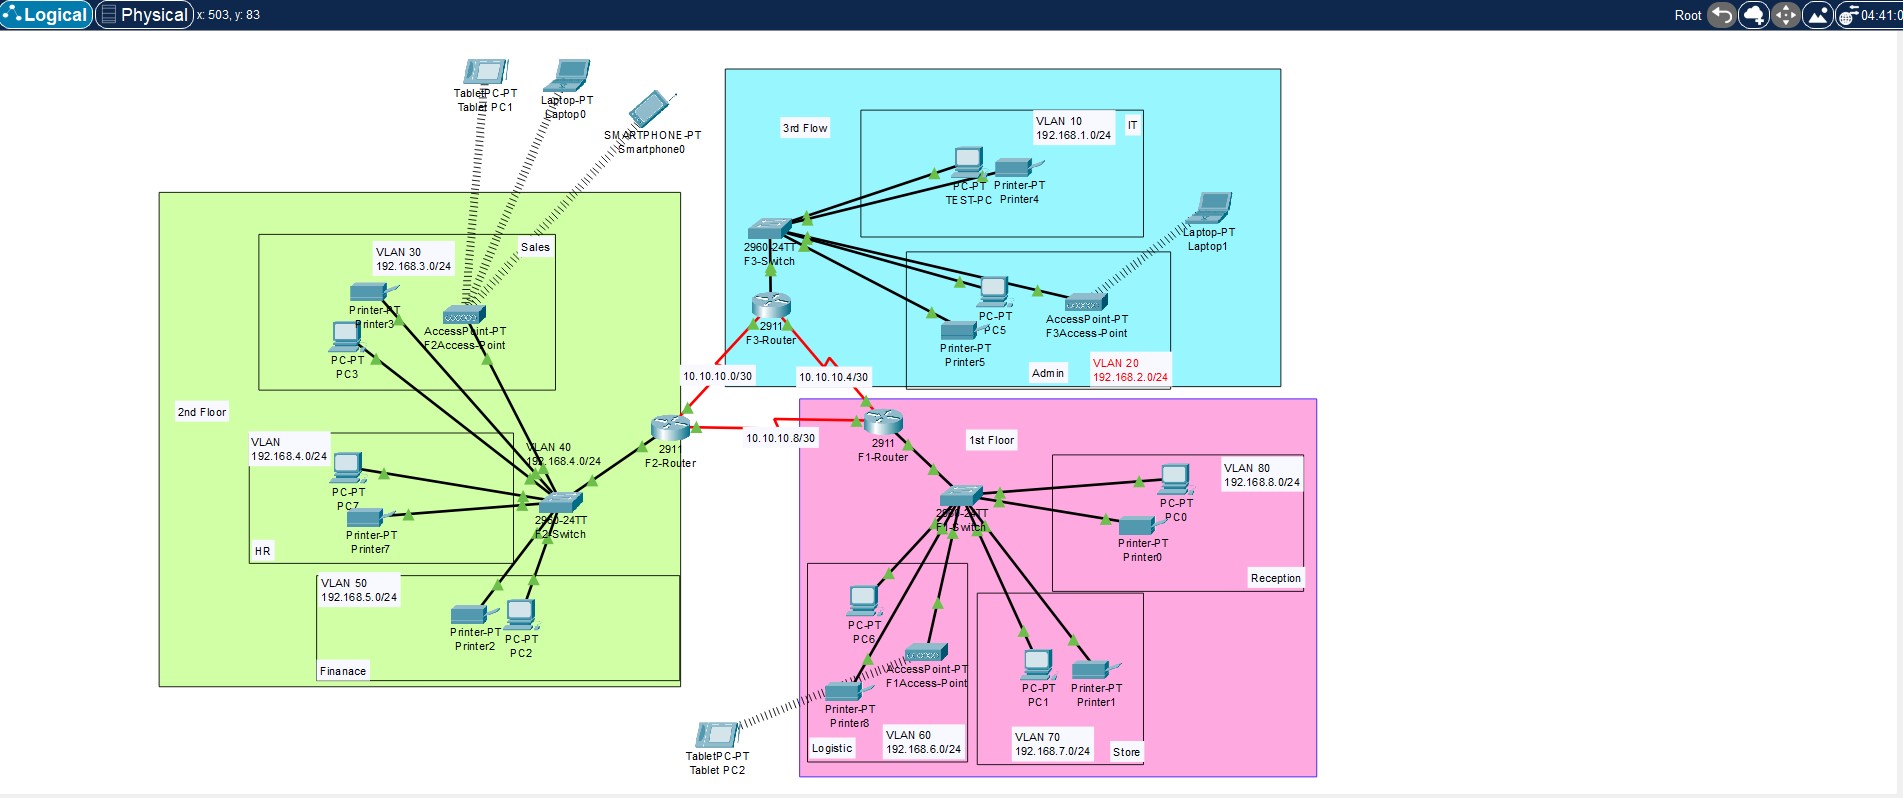 Logical
Physical
x: 503, y: 83
Root
04:41:0
TabletPC-PT
Tablet PC1
Laptop-PT
Laptop0
SMARTPHONE-PT
Smartphone0
3rd Flow
VLAN 10
192.168.1.0/24
IT
PC-PT
TEST-PC
Printer-PT
Printer4
2960-24TT
F3-Switch
Laptop-PT
Laptop1
2911
F3-Router
PC-PT
PC5
Printer-PT
Printer5
AccessPoint-PT
F3Access-Point
Admin
VLAN 20
192.168.2.0/24
Sales
VLAN 30
192.168.3.0/24
Printer-PT
Printer3
PC-PT
PC3
AccessPoint-PT
F2Access-Point
10.10.10.0/30
10.10.10.4/30
10.10.10.8/30
2nd Floor
VLAN
192.168.4.0/24
VLAN 40
192.168.4.0/24
PC-PT
PC7
Printer-PT
Printer7
HR
2960-24TT
F2-Switch
2911
F2-Router
VLAN 50
192.168.5.0/24
Printer-PT
Printer2
PC-PT
PC2
Finanace
2911
F1-Router
1st Floor
2960-24TT
F1-Switch
VLAN 80
192.168.8.0/24
PC-PT
PC0
Printer-PT
Printer0
Reception
PC-PT
PC6
AccessPoint-PT
F1Access-Point
Printer-PT
Printer8
Logistic
VLAN 60
192.168.6.0/24
PC-PT
PC1
Printer-PT
Printer1
VLAN 70
192.168.7.0/24
Store
TabletPC-PT
Tablet PC2